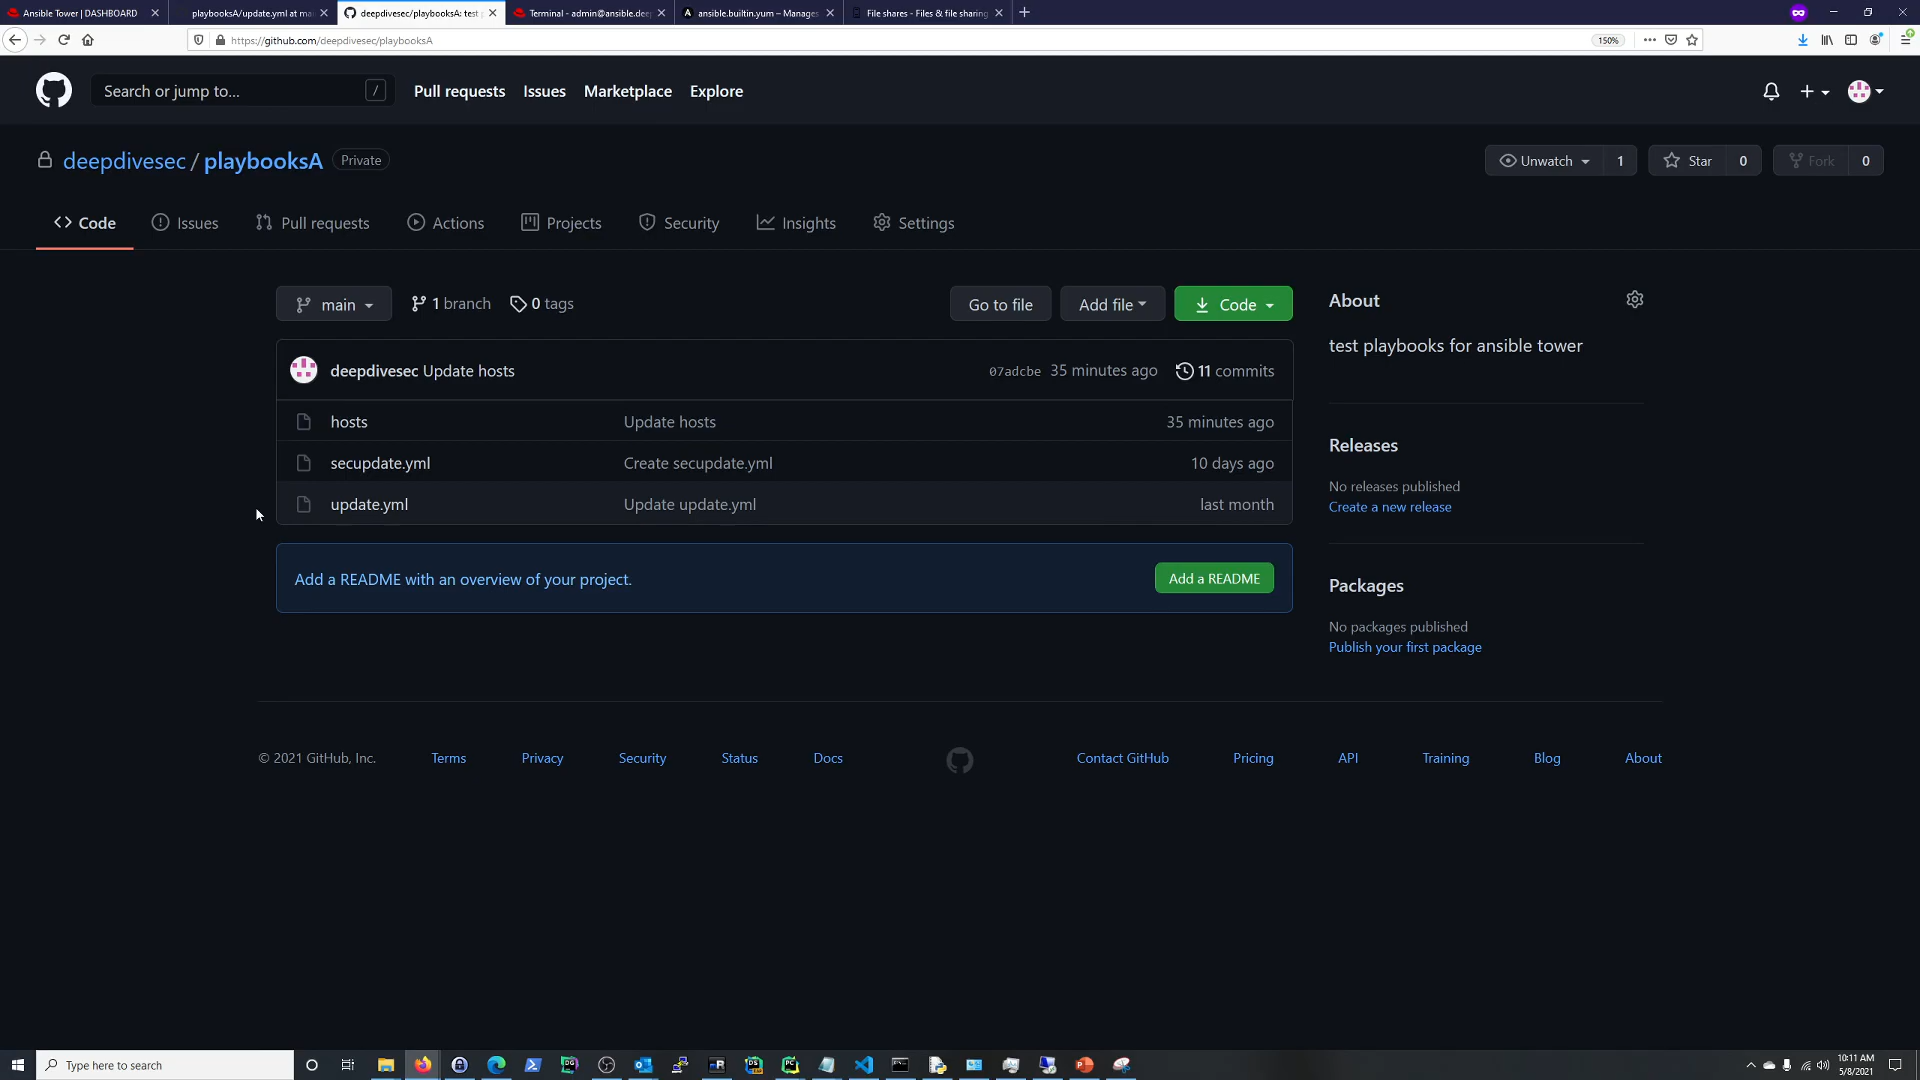 Ansible Tower | DASHBOARD
playbooksA/update.yml at mai
deepdivesec/playbooksA: test p
Terminal - admin@ansible.deep
ansible.builtin.yum – Manages
File shares - Files & file sharing
https://github.com/deepdivesec/playbooksA
150%
Search or jump to...
/
Pull requests
Issues
Marketplace
Explore
deepdivesec / playbooksA
Private
Unwatch
1
Star
0
Fork
0
Code
Issues
Pull requests
Actions
Projects
Security
Insights
Settings
main
1 branch
0 tags
Go to file
Add file
Code
About
test playbooks for ansible tower
deepdivesec Update hosts
07adcbe 35 minutes ago
11 commits
hosts
Update hosts
35 minutes ago
secupdate.yml
Create secupdate.yml
10 days ago
update.yml
Update update.yml
last month
Releases
No releases published
Create a new release
Add a README with an overview of your project.
Add a README
Packages
No packages published
Publish your first package
© 2021 GitHub, Inc.
Terms
Privacy
Security
Status
Docs
Contact GitHub
Pricing
API
Training
Blog
About
Type here to search
10:11 AM
5/8/2021